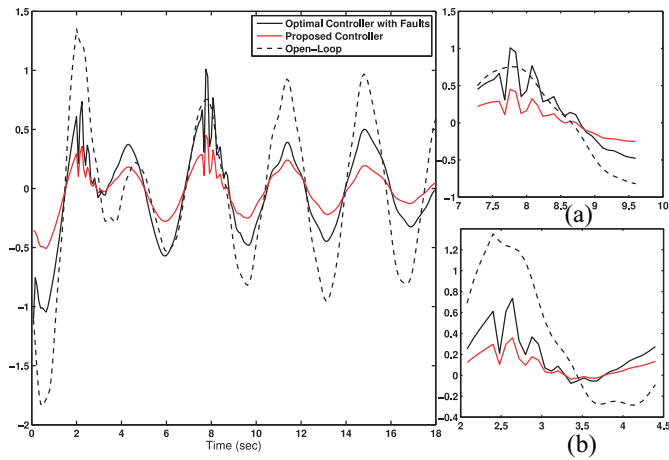 1.5
1
0.5
0
-0.5
-1
-1.5
-2
0 2 4 6 8 10 12 14 16 18
Time (sec)
Optimal Controller with Faults
Proposed Controller
Open-Loop
1
0.5
0
-0.5
-1
7 7.5 8 8.5 9 9.5 10
(a)
1.2
1
0.8
0.6
0.4
0.2
0
-0.2
-0.4
2 2.5 3 3.5 4 4.5
(b)